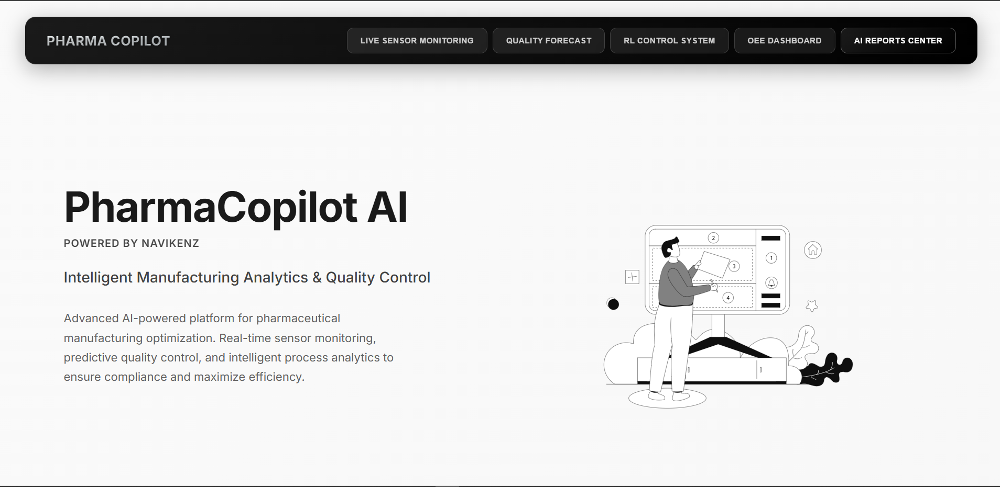 PHARMA COPILOT
LIVE SENSOR MONITORING
QUALITY FORECAST
RL CONTROL SYSTEM
OEE DASHBOARD
AI REPORTS CENTER
PharmaCopilot AI
POWERED BY NAVIKENZ
Intelligent Manufacturing Analytics & Quality Control
Advanced AI-powered platform for pharmaceutical
manufacturing optimization. Real-time sensor monitoring,
predictive quality control, and intelligent process analytics to
ensure compliance and maximize efficiency.
2
1
3
4